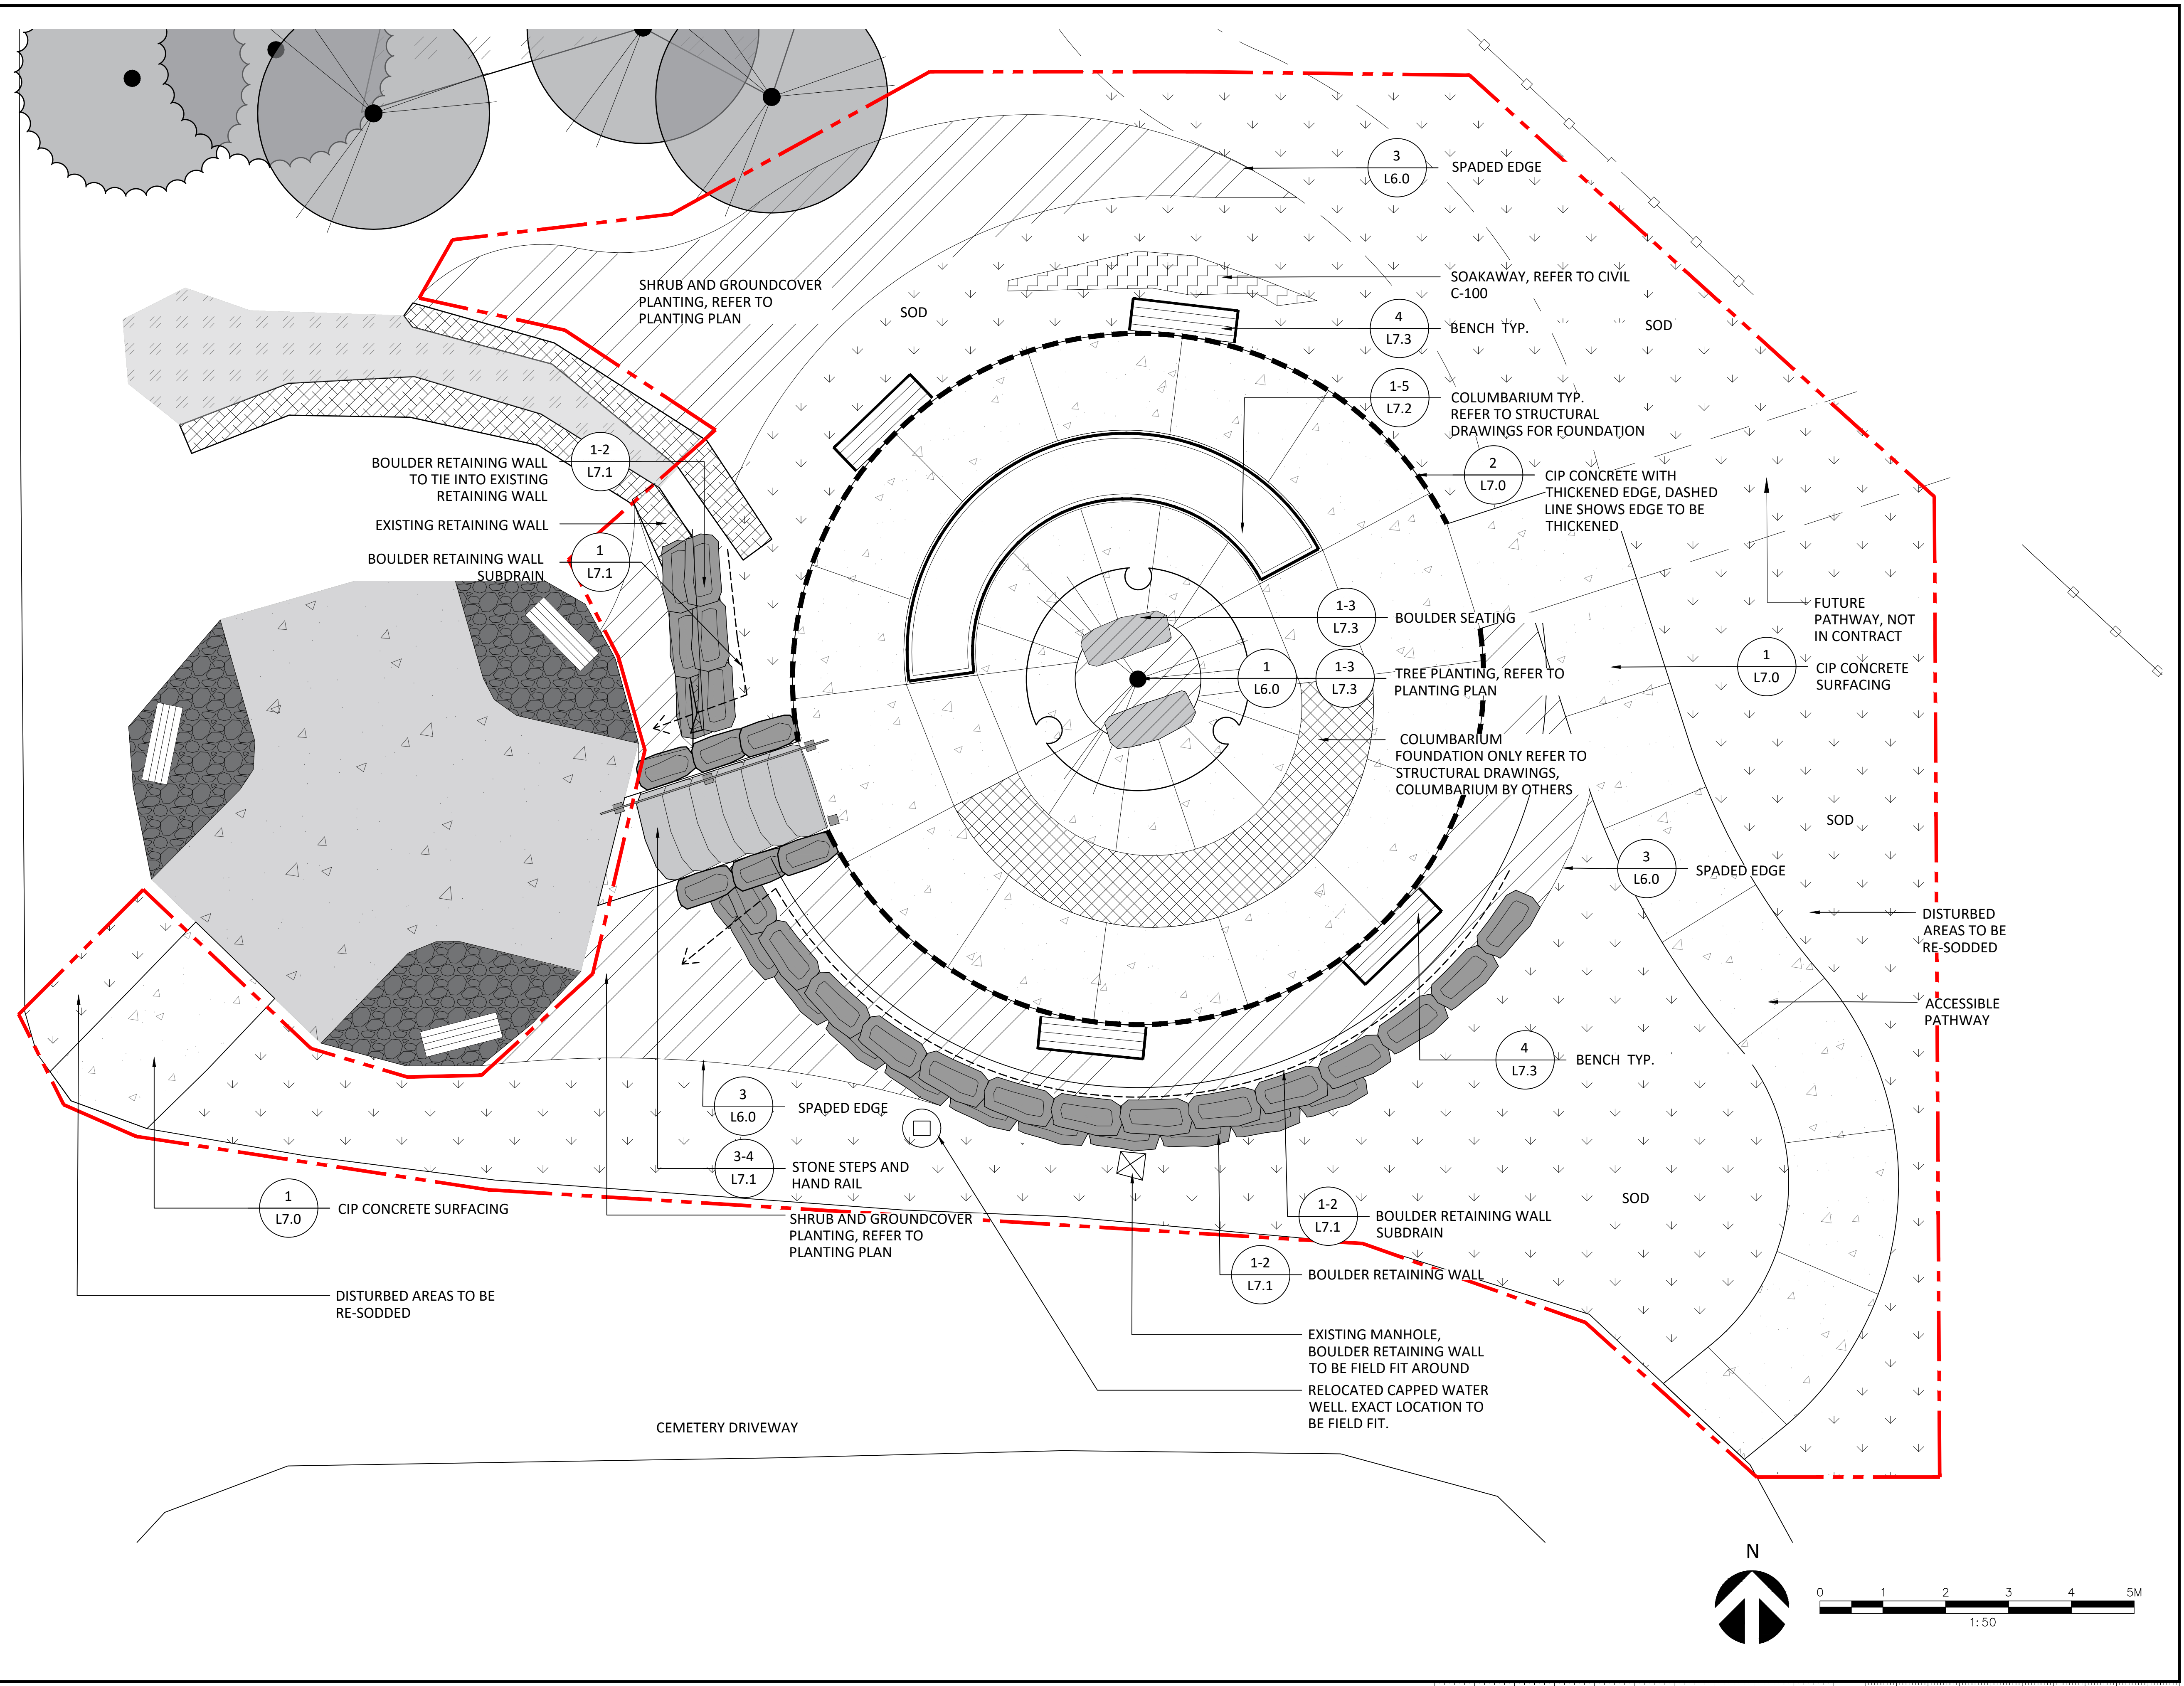 3
L6.0
SPADED EDGE
SHRUB AND GROUNDCOVER
PLANTING, REFER TO
PLANTING PLAN
SOD
SOAKAWAY, REFER TO CIVIL
C-100
4
L7.3
BENCH TYP.
SOD
1-5
L7.2
COLUMBARIUM TYP.
REFER TO STRUCTURAL
DRAWINGS FOR FOUNDATION
BOULDER RETAINING WALL
TO TIE INTO EXISTING
RETAINING WALL
1-2
L7.1
2
L7.0
CIP CONCRETE WITH
THICKENED EDGE, DASHED
LINE SHOWS EDGE TO BE
THICKENED
EXISTING RETAINING WALL
BOULDER RETAINING WALL
SUBDRAIN
1
L7.1
1-3
L7.3
BOULDER SEATING
FUTURE
PATHWAY, NOT
IN CONTRACT
1
L6.0
1-3
L7.3
TREE PLANTING, REFER TO
PLANTING PLAN
1
L7.0
CIP CONCRETE
SURFACING
COLUMBARIUM
FOUNDATION ONLY REFER TO
STRUCTURAL DRAWINGS,
COLUMBARIUM BY OTHERS
SOD
3
L6.0
SPADED EDGE
DISTURBED
AREAS TO BE
RE-SODDED
ACCESSIBLE
PATHWAY
4
L7.3
BENCH TYP.
3
L6.0
SPADED EDGE
3-4
L7.1
STONE STEPS AND
HAND RAIL
1
L7.0
CIP CONCRETE SURFACING
SHRUB AND GROUNDCOVER
PLANTING, REFER TO
PLANTING PLAN
1-2
L7.1
BOULDER RETAINING WALL
SUBDRAIN
SOD
1-2
L7.1
BOULDER RETAINING WALL
DISTURBED AREAS TO BE
RE-SODDED
EXISTING MANHOLE,
BOULDER RETAINING WALL
TO BE FIELD FIT AROUND
RELOCATED CAPPED WATER
WELL. EXACT LOCATION TO
BE FIELD FIT.
CEMETERY DRIVEWAY
N
0 1 2 3 4 5M
1:50